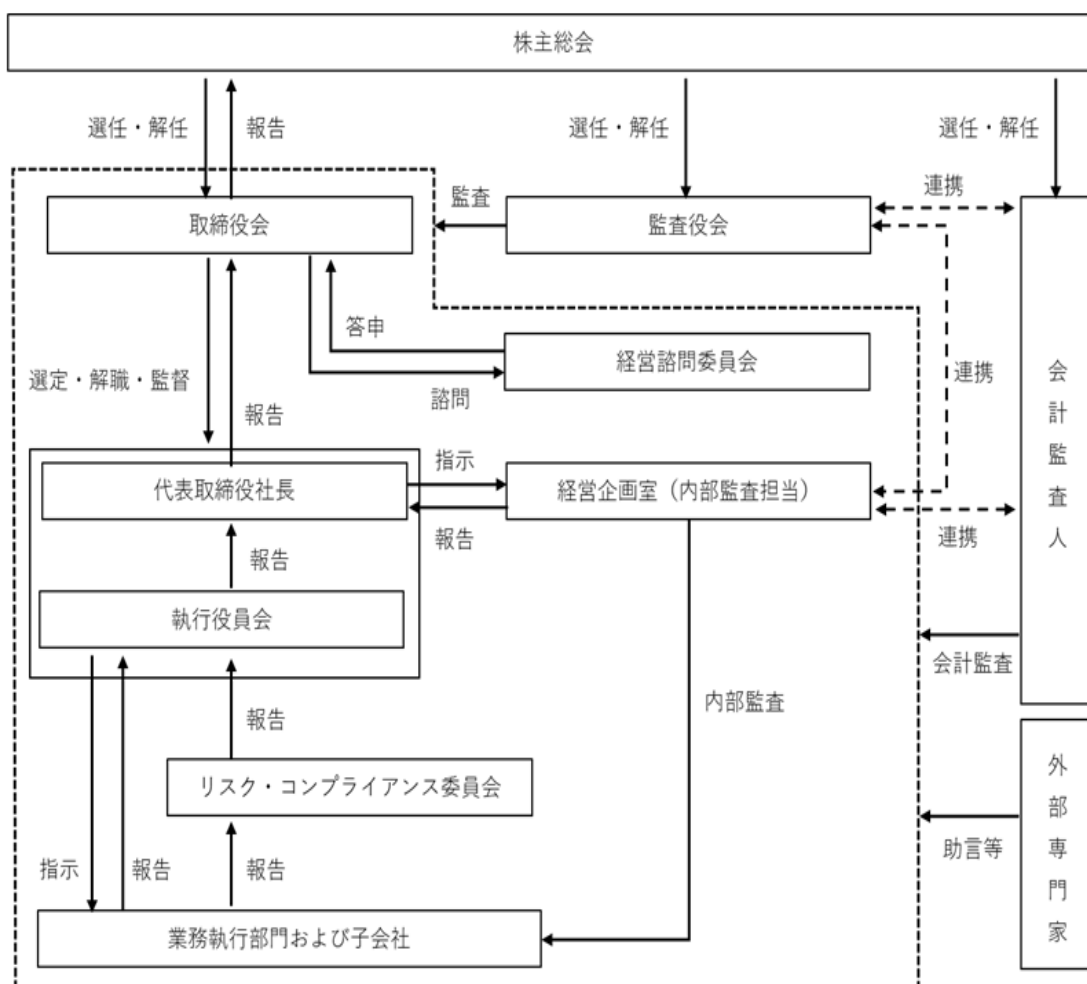 株主総会
選任・解任
報告
選任・解任
選任・解任
取締役会
監査
監査役会
連携
答申
諮問
経営諮問委員会
連携
選定・解職・監督
報告
代表取締役社長
指示
報告
経営企画室（内部監査担当）
連携
会計監査人
報告
執行役員会
会計監査
報告
内部監査
リスク・コンプライアンス委員会
外部専門家
助言等
指示
報告
報告
業務執行部門および子会社